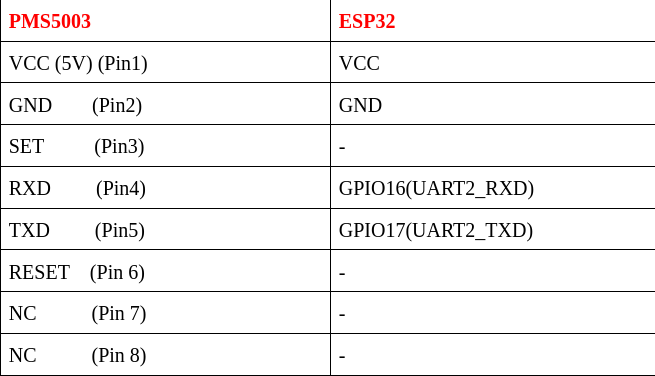 PMS5003 ESP32
VCC (5V) (Pin1) VCC
GND (Pin2) GND
SET (Pin3) -
RXD (Pin4) GPIO16(UART2_RXD)
TXD (Pin5) GPIO17(UART2_TXD)
RESET (Pin 6) -
NC (Pin 7) -
NC (Pin 8) -